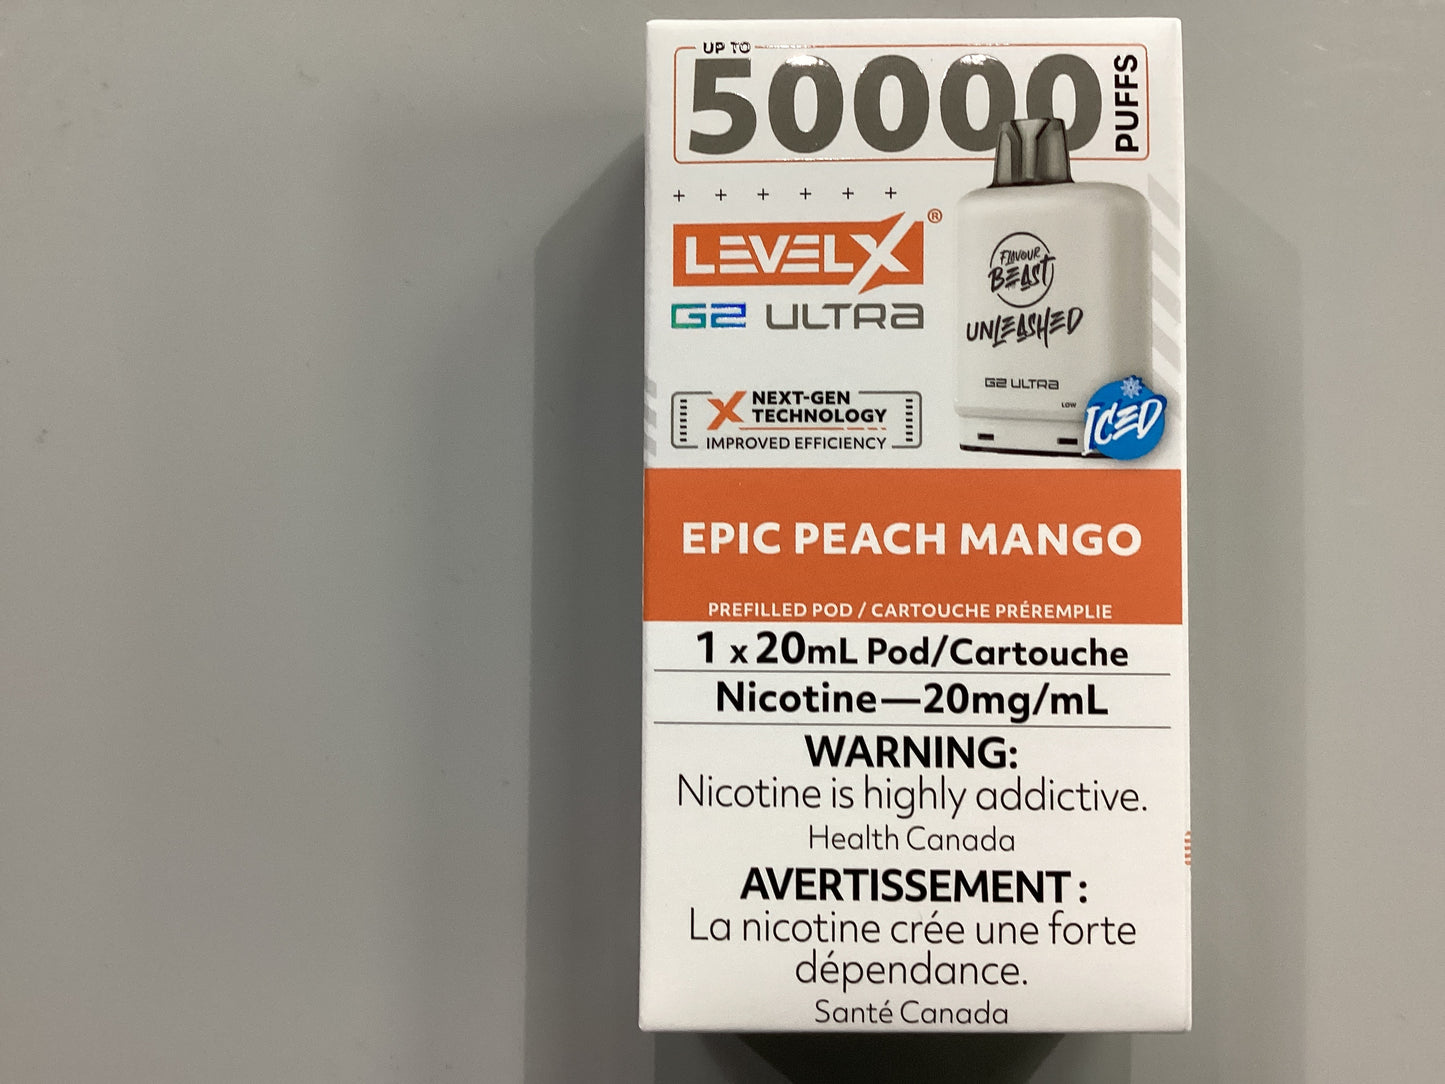 UP TO
50000
PUFFS
+ + + + + +
LEVELX®
G2 ULTRA
FLAVOUR
BEAST
UNLEASHED
G2 ULTRA
LOW
ICED
X NEXT-GEN
TECHNOLOGY
IMPROVED EFFICIENCY
EPIC PEACH MANGO
PREFILLED POD / CARTOUCHE PRÉREMPLIE
1 x 20mL Pod/Cartouche
Nicotine—20mg/mL
WARNING:
Nicotine is highly addictive.
Health Canada
AVERTISSEMENT :
La nicotine crée une forte
dépendance.
Santé Canada